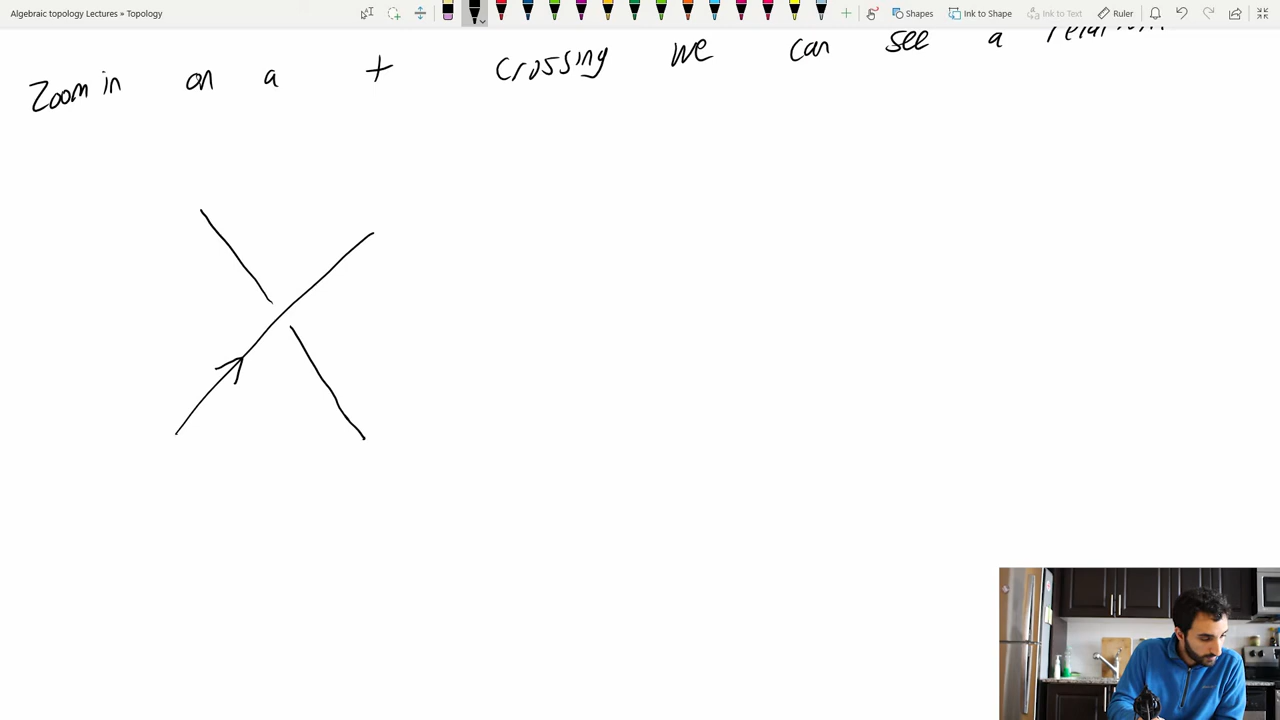 Algebraic topology Lectures » Topology
Shapes Ink to Shape Ink to Text Ruler
Zoom in on a + crossing we can see a